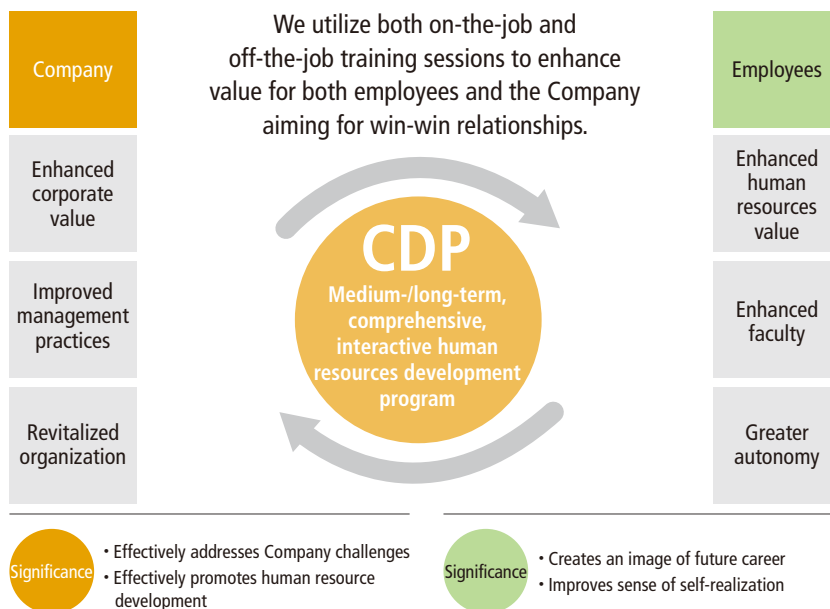 We utilize both on-the-job and
off-the-job training sessions to enhance
value for both employees and the Company
aiming for win-win relationships.
Company
Enhanced
corporate
value
Improved
management
practices
Revitalized
organization
CDP
Medium-/long-term,
comprehensive,
interactive human
resources development
program
Employees
Enhanced
human
resources
value
Enhanced
faculty
Greater
autonomy
Significance
• Effectively addresses Company challenges
• Effectively promotes human resource
development
Significance
• Creates an image of future career
• Improves sense of self-realization